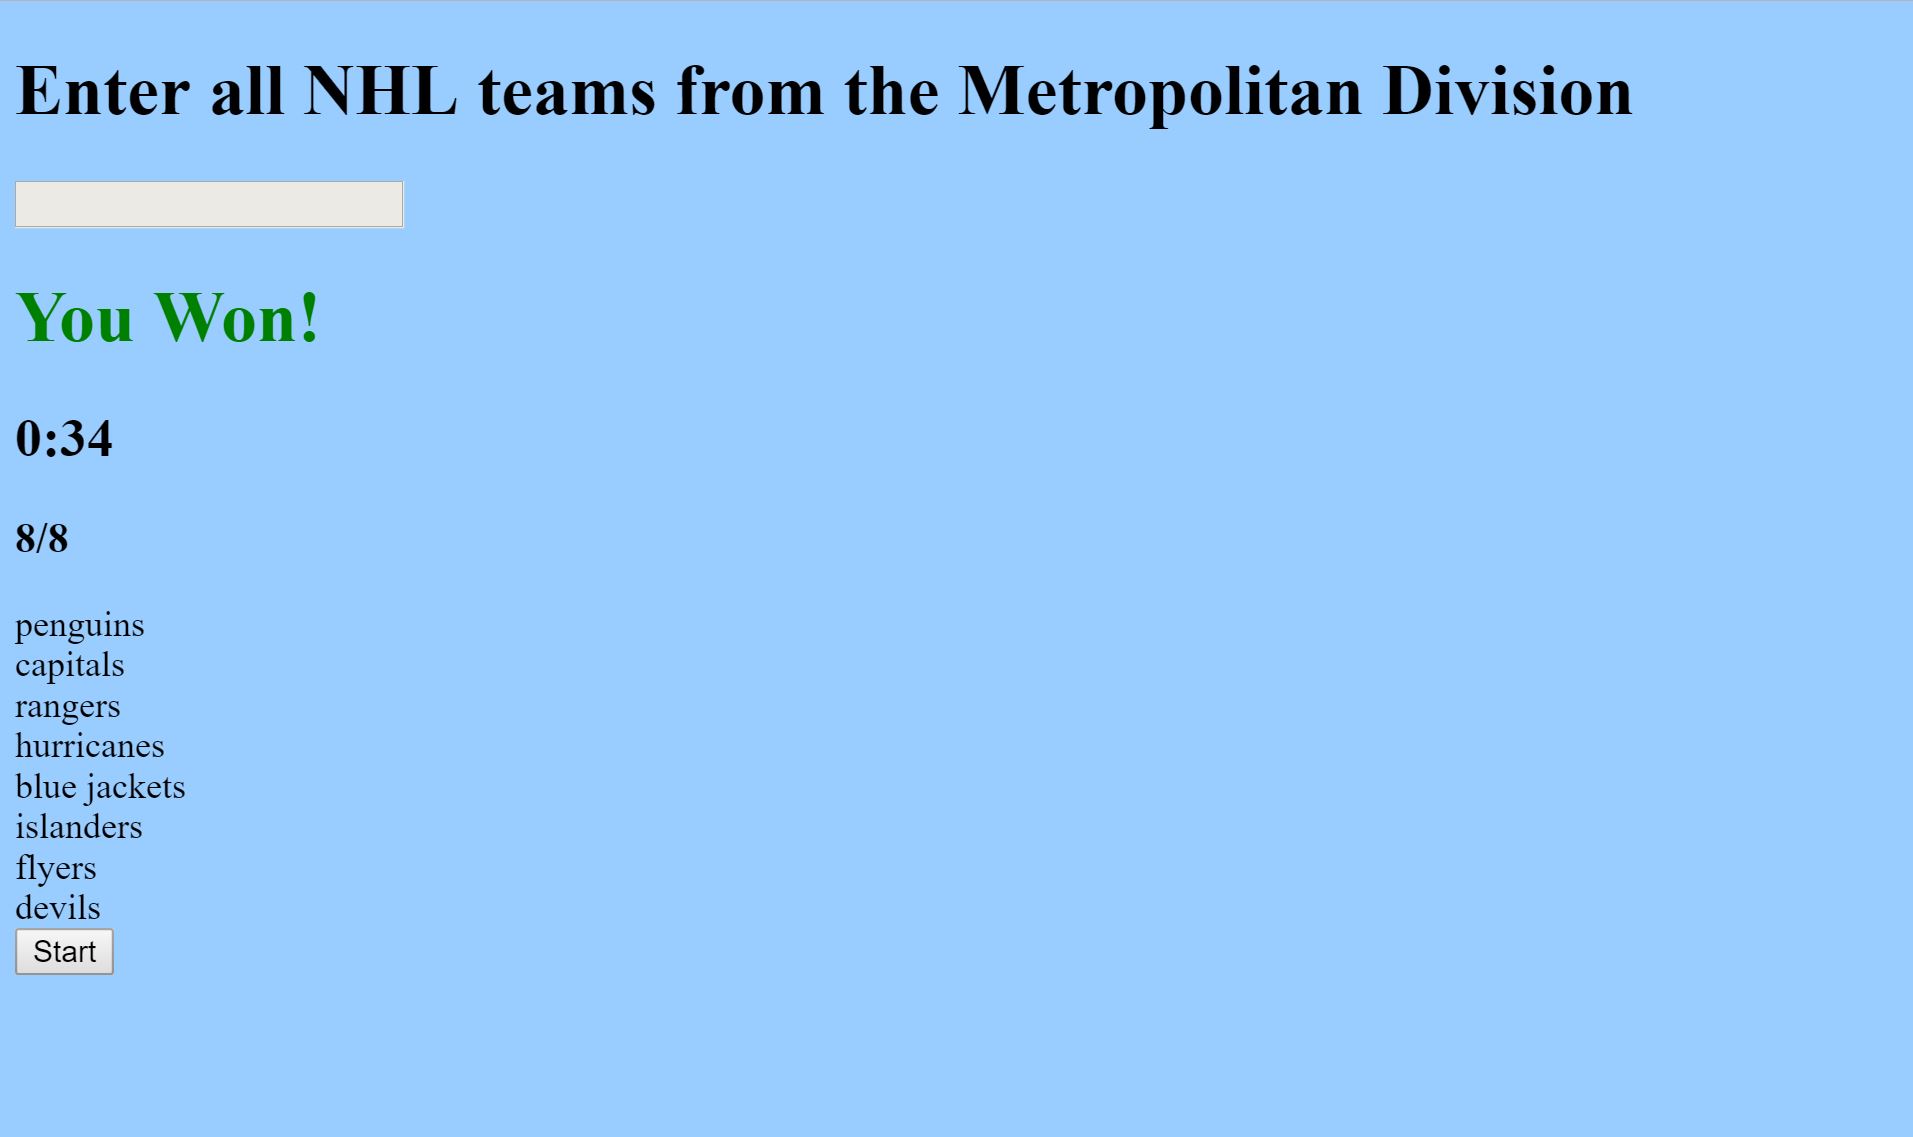 Enter all NHL teams from the Metropolitan Division
You Won!
0:34
8/8
penguins
capitals
rangers
hurricanes
blue jackets
islanders
flyers
devils
Start